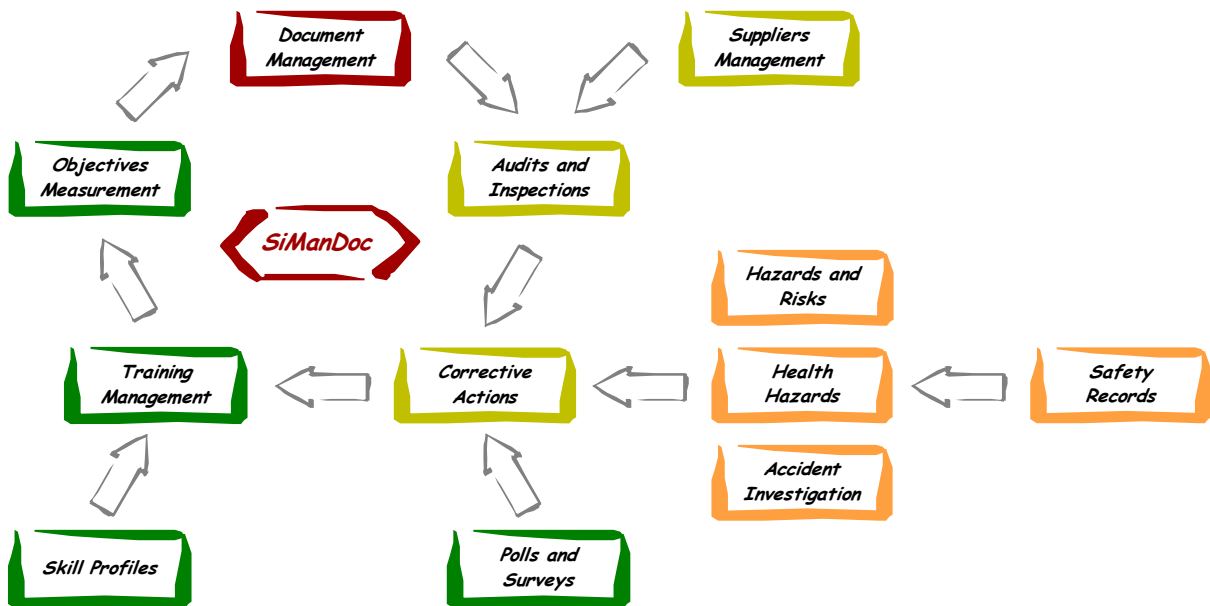 Document
Management
Suppliers
Management
Objectives
Measurement
Audits and
Inspections
SiManDoc
Hazards and
Risks
Training
Management
Corrective
Actions
Health
Hazards
Safety
Records
Accident
Investigation
Skill Profiles
Polls and
Surveys